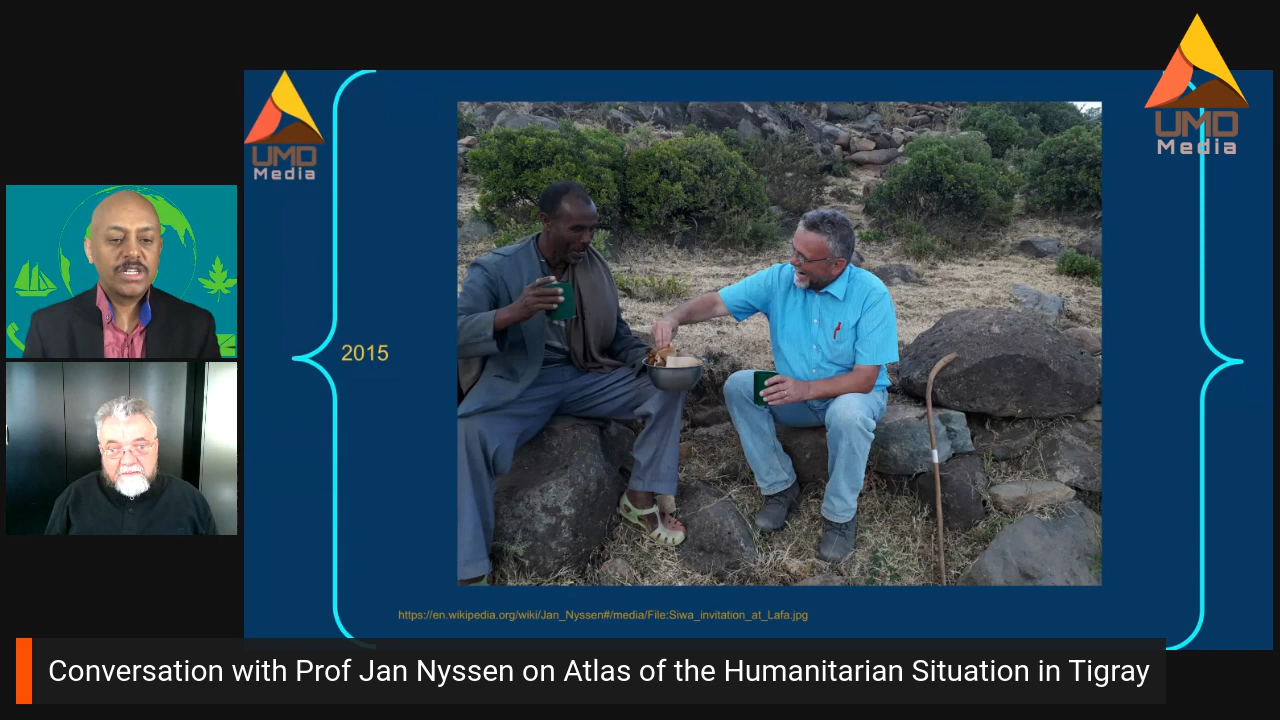 UMD
Media
UMD
Media
2015
https://en.wikipedia.org/wiki/Jan_Nyssen#/media/File:Siwa_invitation_at_Lafa.jpg
Conversation with Prof Jan Nyssen on Atlas of the Humanitarian Situation in Tigray